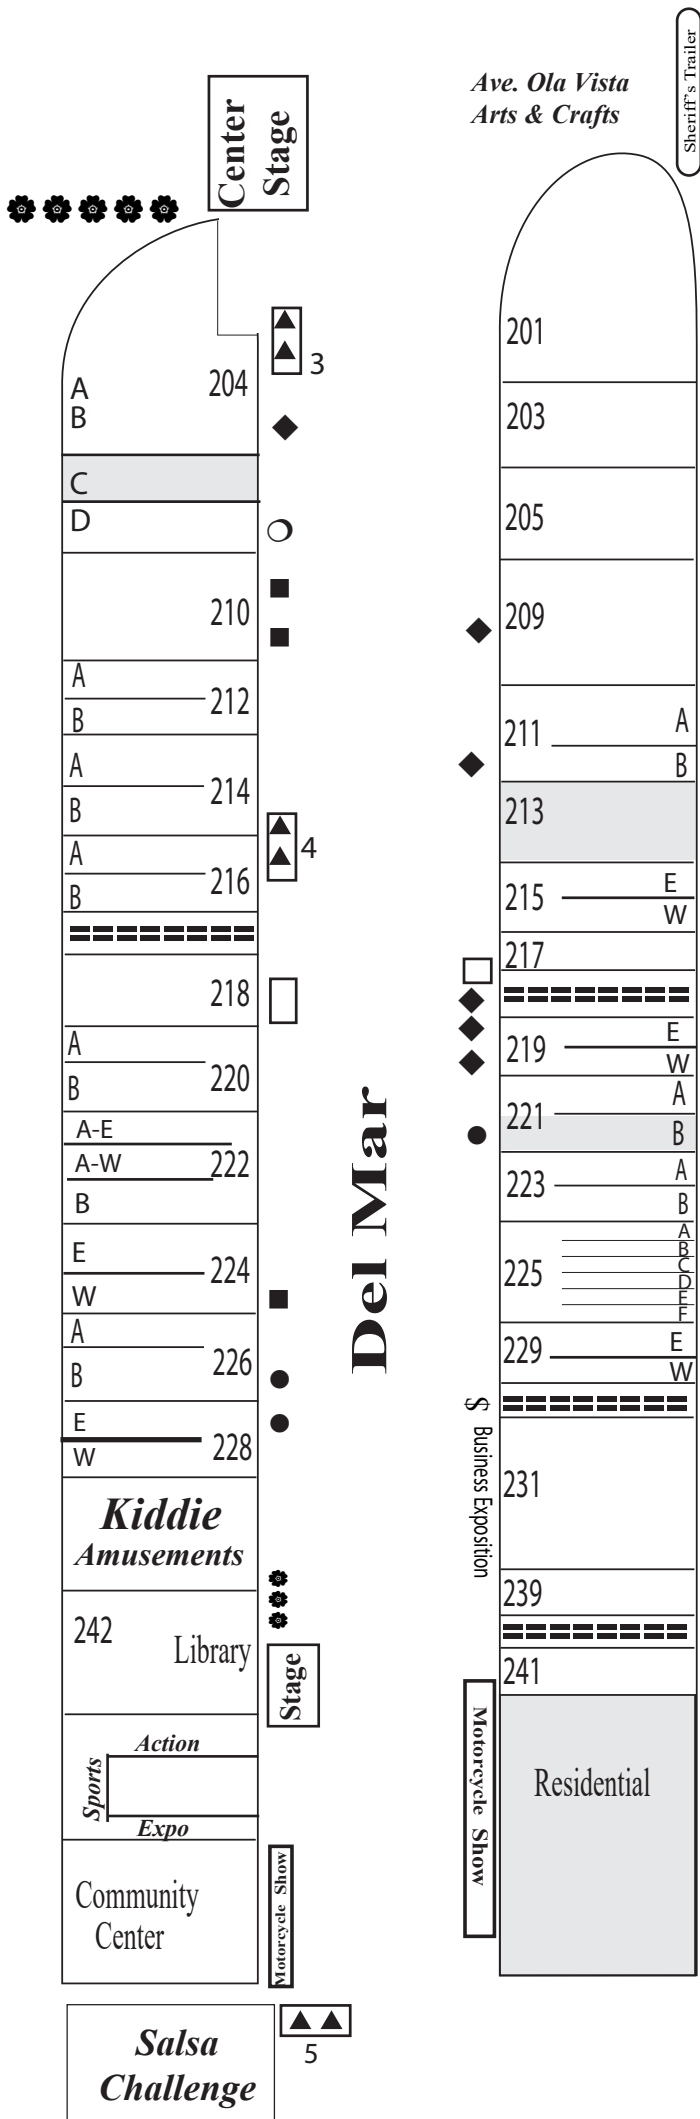 Sheriff's Trailer
Ave. Ola Vista
Arts & Crafts
Center
Stage
3
204
A
B
C
D
210
A
212
B
A
214
B
A
216
B
4
218
A
220
B
A-E
A-W
222
B
E
224
W
A
226
B
E
228
W
Kiddie
Amusements
242
Library
Stage
Action
Sports
Expo
Community
Center
Motorcycle Show
Salsa
Challenge
5
Del Mar
201
203
205
209
211
A
B
213
215
E
W
217
219
E
W
221
A
B
223
A
B
225
A
B
C
D
E
F
229
E
W
$ Business Exposition
231
239
241
Motorcycle Show
Residential